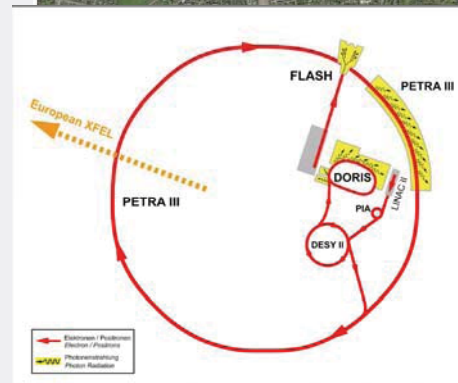 FLASH
PETRA III
European XFEL
DORIS
LINAC II
PIA
PETRA III
DESY II
Elektronen / Positronen
Electron / Positrons
Photonenstrahlung
Photon Radiation